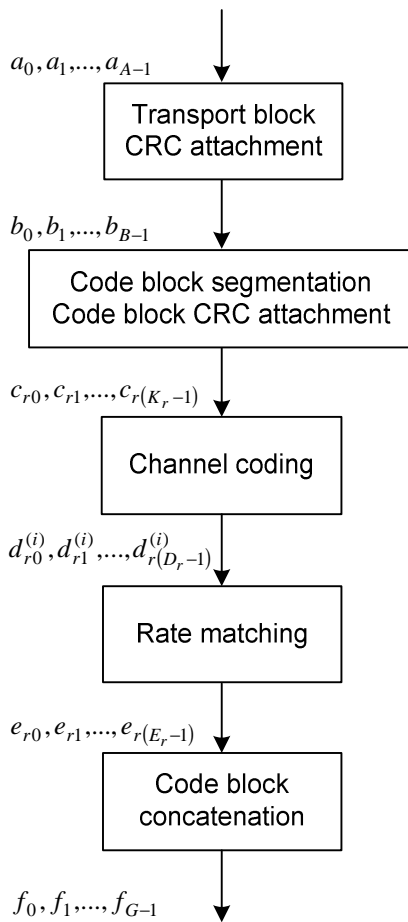 a_0, a_1,..., a_{A−1}
Transport block
CRC attachment
b_0, b_1,..., b_{B−1}
Code block segmentation
Code block CRC attachment
c_{r0}, c_{r1},..., c_{r(K_r−1)}
Channel coding
d_{r0}^{(i)}, d_{r1}^{(i)},..., d_{r(D_r−1)}^{(i)}
Rate matching
e_{r0}, e_{r1},..., e_{r(E_r−1)}
Code block
concatenation
f_0, f_1,..., f_{G−1}